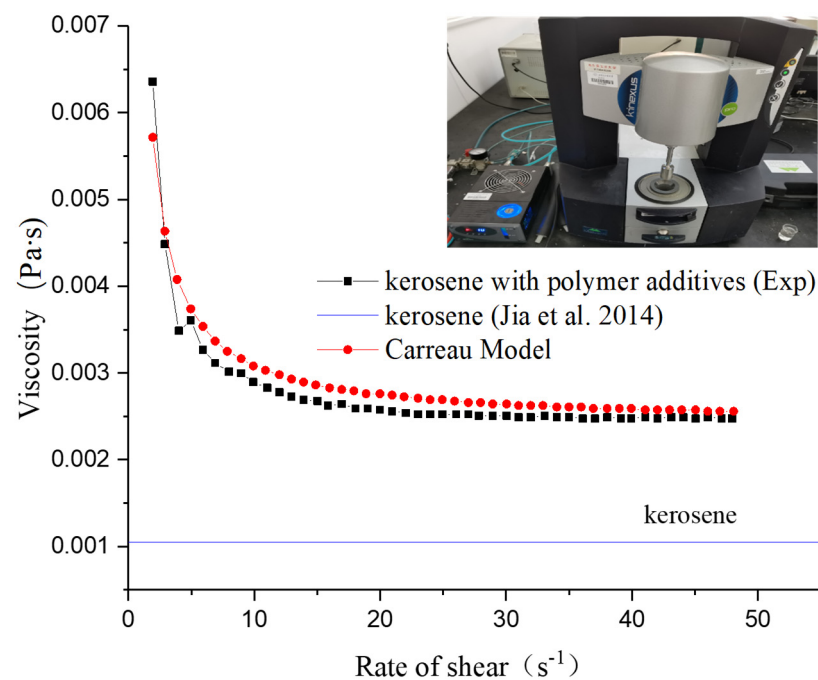 0.007
0.006
0.005
0.004
0.003
0.002
0.001
Viscosity（Pa·s)
kinexus
kerosene with polymer additives (Exp)
kerosene (Jia et al. 2014)
Carreau Model
kerosene
0 10 20 30 40 50
Rate of shear（s⁻¹）